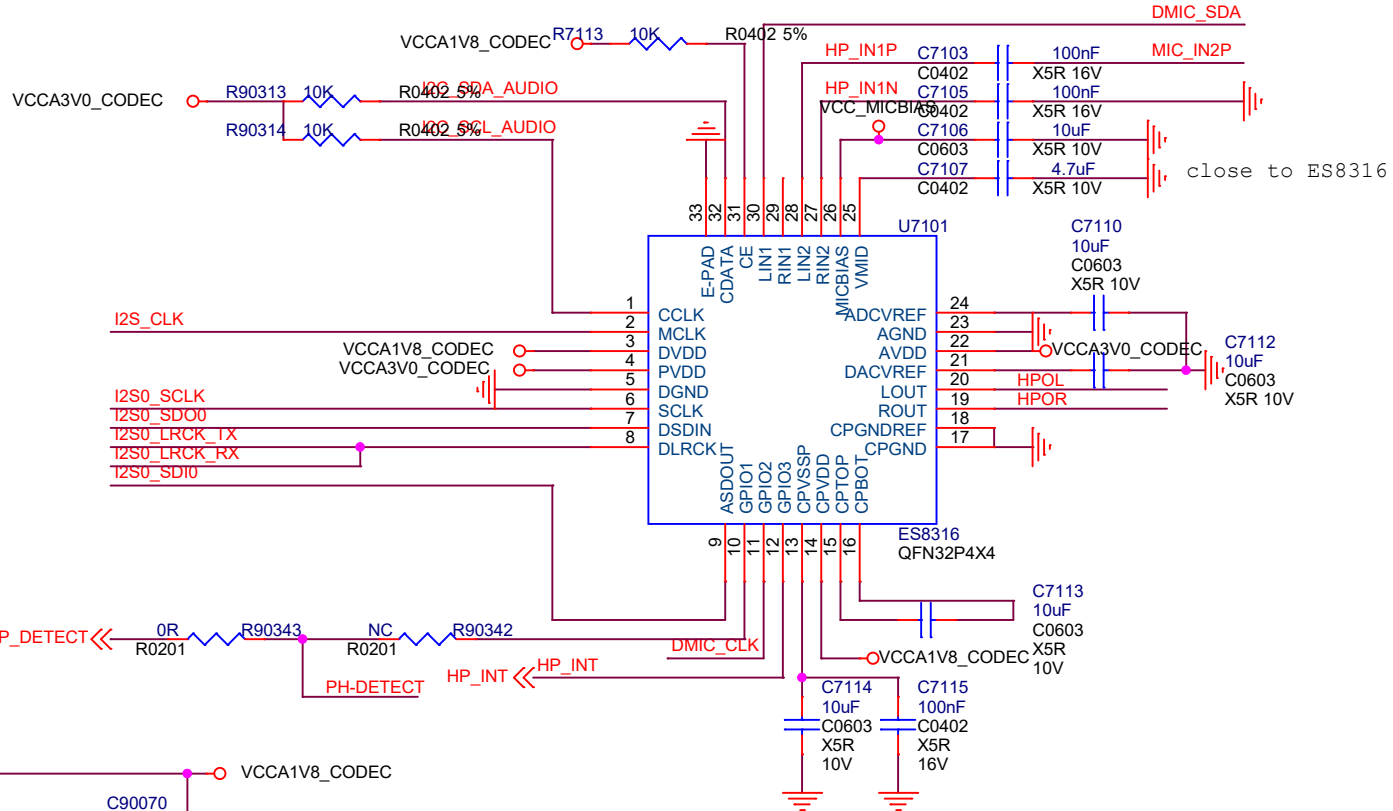 DMIC_SDA
VCCA1V8_CODEC R7113 10K R0402 5%
HP_IN1P C7103 100nF MIC_IN2P
C0402 X5R 16V
VCCA3V0_CODEC R90313 10K R0402 5% I2C_SDA_AUDIO
HP_IN1N C7105 100nF
C0402 X5R 16V
VCC_MICBIAS
R90314 10K R0402 5% I2C_SCL_AUDIO
C7106 10uF
C0603 X5R 10V
C7107 4.7uF
C0402 X5R 10V
close to ES8316
33 32 31 30 29 28 27 26 25
U7101
E-PAD CDATA CE LIN1 RIN1 LIN2 RIN2 MICBIAS VMID
C7110
10uF
C0603
X5R 10V
1 CCLK
I2S_CLK 2 MCLK
VCCA1V8_CODEC 3 DVDD
VCCA3V0_CODEC 4 PVDD
5 DGND
I2S0_SCLK 6 SCLK
I2S0_SDO0 7 DSDIN
I2S0_LRCK_TX 8 DLRCK
I2S0_LRCK_RX
I2S0_SDI0
ADCVREF 24
AGND 23
AVDD 22 VCCA3V0_CODEC
DACVREF 21
LOUT 20 HPOL
ROUT 19 HPOR
CPGNDREF 18
CPGND 17
C7112
10uF
C0603
X5R 10V
ASDOUT GPIO1 GPIO2 GPIO3 CPVSSP CPVDD CPTOP CPBOT
9 10 11 12 13 14 15 16
ES8316
QFN32P4X4
C7113
10uF
C0603
X5R
10V
P_DETECT 0R R90343 NC R90342
R0201 R0201
DMIC_CLK
VCCA1V8_CODEC
HP_INT HP_INT
PH-DETECT
C7114
10uF
C0603
X5R
10V
C7115
100nF
C0402
X5R
16V
VCCA1V8_CODEC
C90070